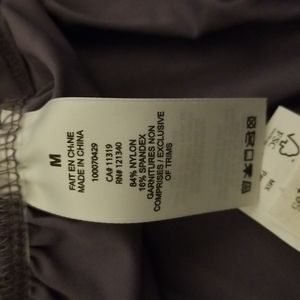 M
FAIT EN CHINE
MADE IN CHINA
100070429
CA# 11319
RN# 121340
84% NYLON
16% SPANDEX
GARNITURES NON
COMPRISES/EXCLUSIVE
OF TRIMS